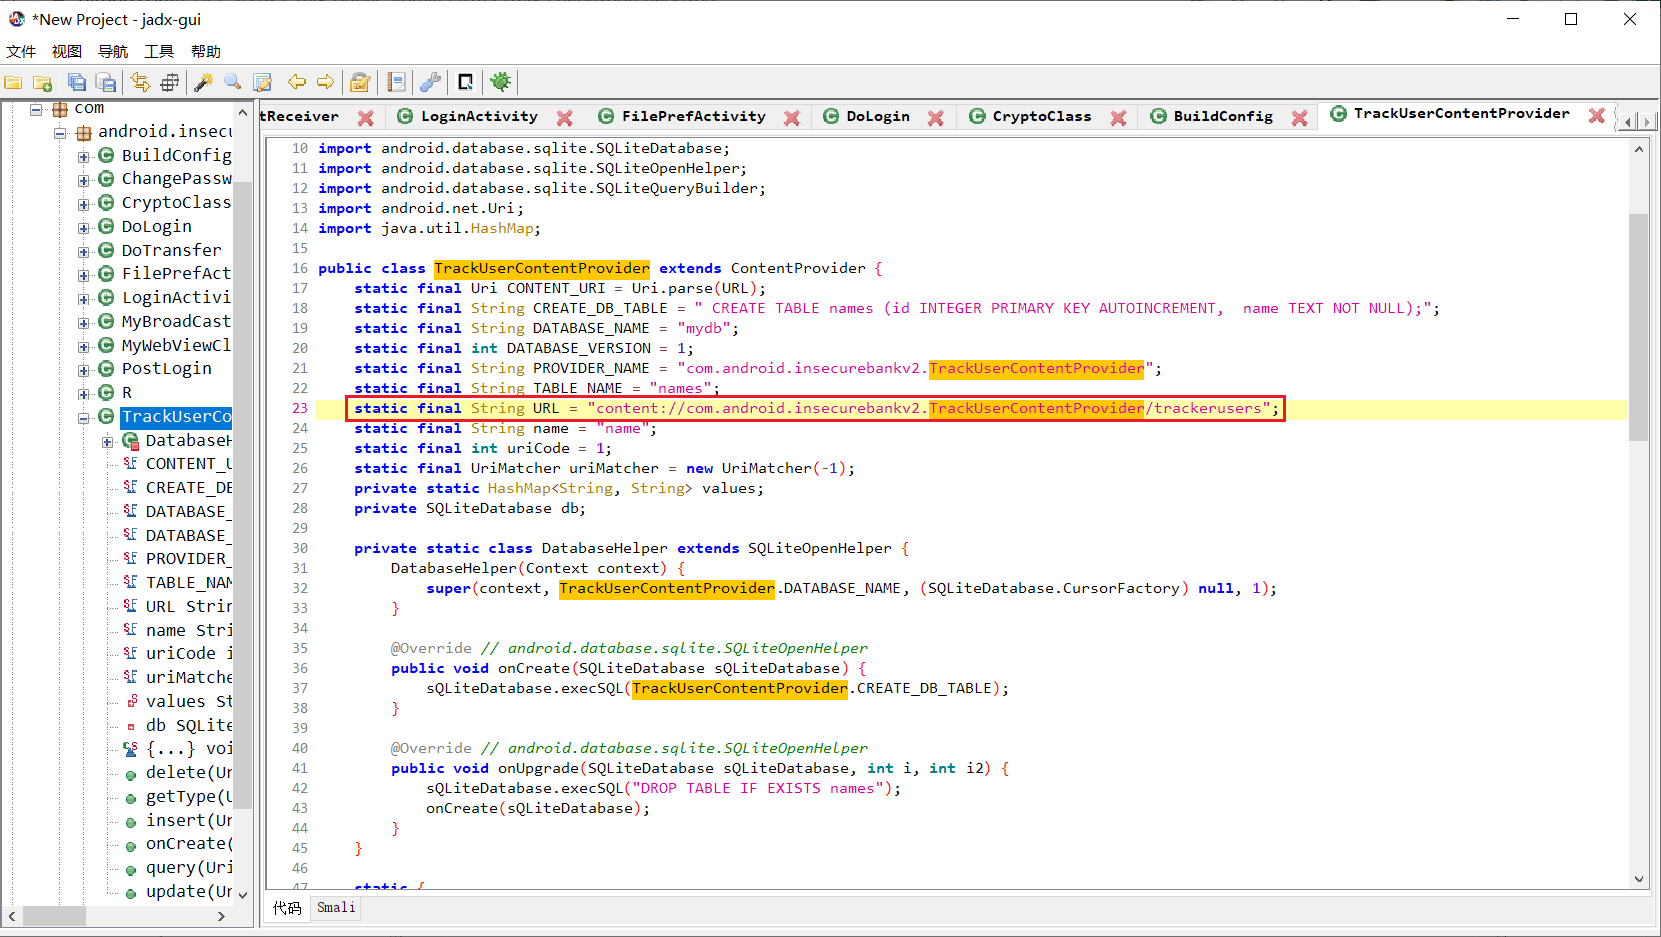 *New Project - jadx-gui
文件 视图 导航 工具 帮助
com
android.insecu
BuildConfig
ChangePassw
CryptoClass
DoLogin
DoTransfer
FilePrefAct
LoginActivi
MyBroadCast
MyWebViewCl
PostLogin
R
TrackUserCo
DatabaseH
CONTENT_U
CREATE_DB
DATABASE_
DATABASE_
PROVIDER_
TABLE_NAM
URL Strin
name Stri
uriCode i
uriMatche
values St
db SQLite
{...} voi
delete(Ur
getType(U
insert(Ur
onCreate(
query(Uri
update(Ur
tReceiver LoginActivity FilePrefActivity DoLogin CryptoClass BuildConfig TrackUserContentProvider
10 import android.database.sqlite.SQLiteDatabase;
11 import android.database.sqlite.SQLiteOpenHelper;
12 import android.database.sqlite.SQLiteQueryBuilder;
13 import android.net.Uri;
14 import java.util.HashMap;
15
16 public class TrackUserContentProvider extends ContentProvider {
17 static final Uri CONTENT_URI = Uri.parse(URL);
18 static final String CREATE_DB_TABLE = " CREATE TABLE names (id INTEGER PRIMARY KEY AUTOINCREMENT,  name TEXT NOT NULL);";
19 static final String DATABASE_NAME = "mydb";
20 static final int DATABASE_VERSION = 1;
21 static final String PROVIDER_NAME = "com.android.insecurebankv2.TrackUserContentProvider";
22 static final String TABLE_NAME = "names";
23 static final String URL = "content://com.android.insecurebankv2.TrackUserContentProvider/trackerusers";
24 static final String name = "name";
25 static final int uriCode = 1;
26 static final UriMatcher uriMatcher = new UriMatcher(-1);
27 private static HashMap<String, String> values;
28 private SQLiteDatabase db;
29
30 private static class DatabaseHelper extends SQLiteOpenHelper {
31 DatabaseHelper(Context context) {
32 super(context, TrackUserContentProvider.DATABASE_NAME, (SQLiteDatabase.CursorFactory) null, 1);
33 }
34
35 @Override // android.database.sqlite.SQLiteOpenHelper
36 public void onCreate(SQLiteDatabase sQLiteDatabase) {
37 sQLiteDatabase.execSQL(TrackUserContentProvider.CREATE_DB_TABLE);
38 }
39
40 @Override // android.database.sqlite.SQLiteOpenHelper
41 public void onUpgrade(SQLiteDatabase sQLiteDatabase, int i, int i2) {
42 sQLiteDatabase.execSQL("DROP TABLE IF EXISTS names");
43 onCreate(sQLiteDatabase);
44 }
45 }
46
47 static {
代码 Smali